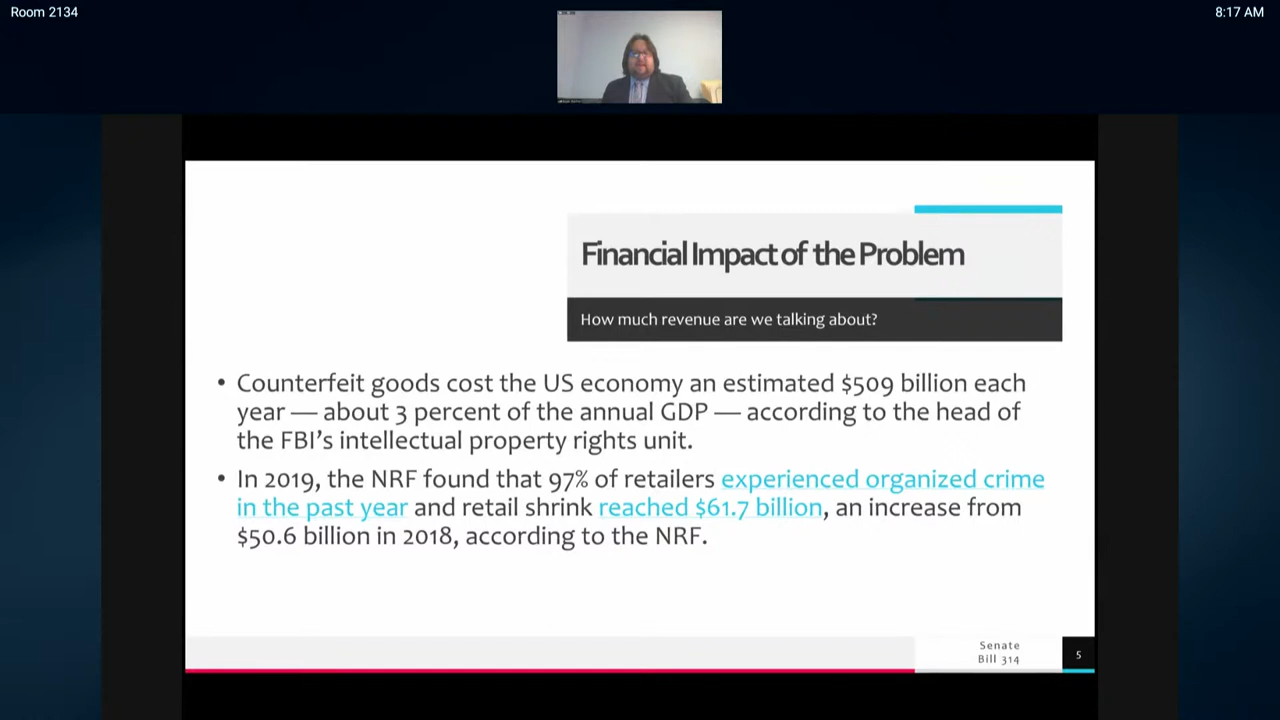 Room 2134
8:17 AM
Financial Impact of the Problem
How much revenue are we talking about?
• Counterfeit goods cost the US economy an estimated $509 billion each
year — about 3 percent of the annual GDP — according to the head of
the FBI’s intellectual property rights unit.
• In 2019, the NRF found that 97% of retailers experienced organized crime
in the past year and retail shrink reached $61.7 billion, an increase from
$50.6 billion in 2018, according to the NRF.
Senate
Bill 314
5